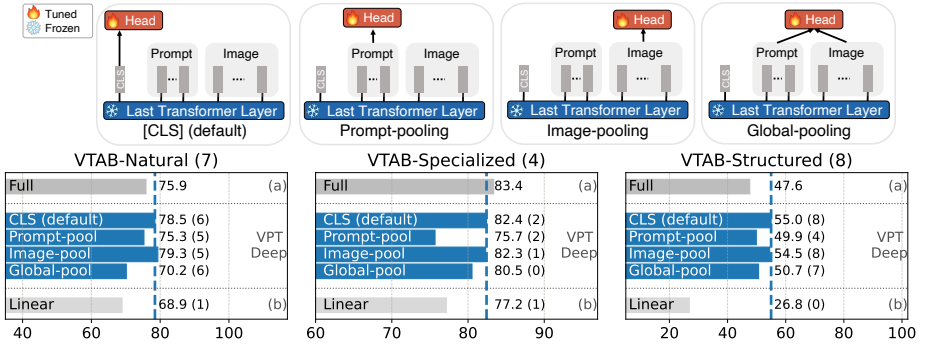 Tuned
Frozen
Head
CLS
Prompt
Image
...
...
Last Transformer Layer
[CLS] (default)
Head
CLS
Prompt
Image
...
...
Last Transformer Layer
Prompt-pooling
Head
CLS
Prompt
Image
...
...
Last Transformer Layer
Image-pooling
Head
CLS
Prompt
Image
...
...
Last Transformer Layer
Global-pooling
VTAB-Natural (7)
Full 75.9 (a)
CLS (default) 78.5 (6)
Prompt-pool 75.3 (5) VPT
Image-pool 79.3 (5) Deep
Global-pool 70.2 (6)
Linear 68.9 (1) (b)
40 60 80 100
VTAB-Specialized (4)
Full 83.4 (a)
CLS (default) 82.4 (2)
Prompt-pool 75.7 (2) VPT
Image-pool 82.3 (1) Deep
Global-pool 80.5 (0)
Linear 77.2 (1) (b)
60 70 80 90
VTAB-Structured (8)
Full 47.6 (a)
CLS (default) 55.0 (8)
Prompt-pool 49.9 (4) VPT
Image-pool 54.5 (8) Deep
Global-pool 50.7 (7)
Linear 26.8 (0) (b)
20 40 60 80 100